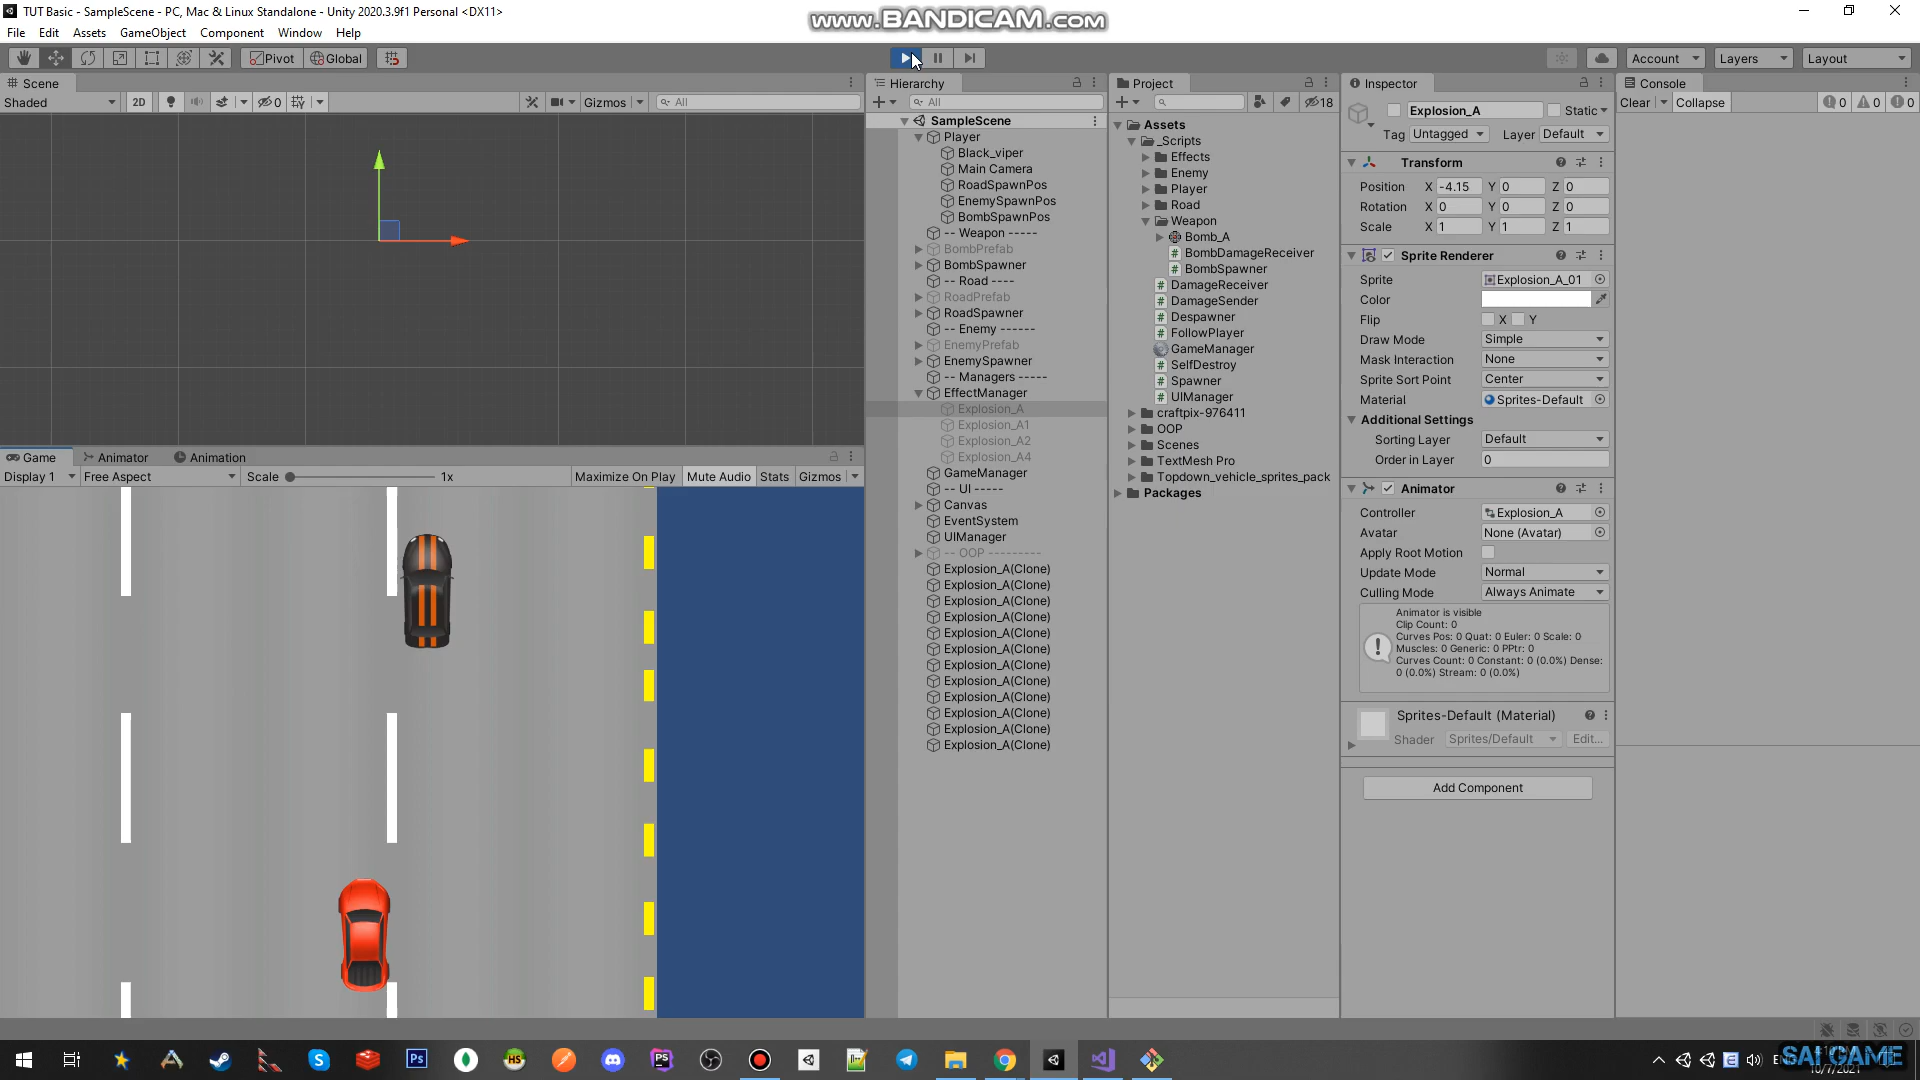 TUT Basic - SampleScene - PC, Mac & Linux Standalone - Unity 2020.3.9f1 Personal <DX11>
www.BANDICAM.com
File Edit Assets GameObject Component Window Help
Pivot Global
Account Layers Layout
Scene
Shaded 2D 0 Gizmos All
Game Animator Animation
Display 1 Free Aspect Scale 1x Maximize On Play Mute Audio Stats Gizmos
Hierarchy
All
SampleScene
Player
Black_viper
Main Camera
RoadSpawnPos
EnemySpawnPos
BombSpawnPos
-- Weapon -----
BombPrefab
BombSpawner
-- Road ----
RoadPrefab
RoadSpawner
-- Enemy ------
EnemyPrefab
EnemySpawner
-- Managers -----
EffectManager
Explosion_A
Explosion_A1
Explosion_A2
Explosion_A4
GameManager
-- UI -----
Canvas
EventSystem
UIManager
-- OOP ---------
Explosion_A(Clone)
Explosion_A(Clone)
Explosion_A(Clone)
Explosion_A(Clone)
Explosion_A(Clone)
Explosion_A(Clone)
Explosion_A(Clone)
Explosion_A(Clone)
Explosion_A(Clone)
Explosion_A(Clone)
Explosion_A(Clone)
Explosion_A(Clone)
Project
18
Assets
_Scripts
Effects
Enemy
Player
Road
Weapon
Bomb_A
BombDamageReceiver
BombSpawner
DamageReceiver
DamageSender
Despawner
FollowPlayer
GameManager
SelfDestroy
Spawner
UIManager
craftpix-976411
OOP
Scenes
TextMesh Pro
Topdown_vehicle_sprites_pack
Packages
Inspector
Explosion_A Static
Tag Untagged Layer Default
Transform
Position X -4.15 Y 0 Z 0
Rotation X 0 Y 0 Z 0
Scale X 1 Y 1 Z 1
Sprite Renderer
Sprite Explosion_A_01
Color
Flip X Y
Draw Mode Simple
Mask Interaction None
Sprite Sort Point Center
Material Sprites-Default
Additional Settings
Sorting Layer Default
Order in Layer 0
Animator
Controller Explosion_A
Avatar None (Avatar)
Apply Root Motion
Update Mode Normal
Culling Mode Always Animate
Animator is visible
Clip Count: 0
Curves Pos: 0 Quat: 0 Euler: 0 Scale: 0
Muscles: 0 Generic: 0 PPtr: 0
Curves Count: 0 Constant: 0 (0.0%) Dense:
0 (0.0%) Stream: 0 (0.0%)
Sprites-Default (Material)
Shader Sprites/Default Edit...
Add Component
Console
Clear Collapse 0 0 0
SAI GAME
10/7/2021